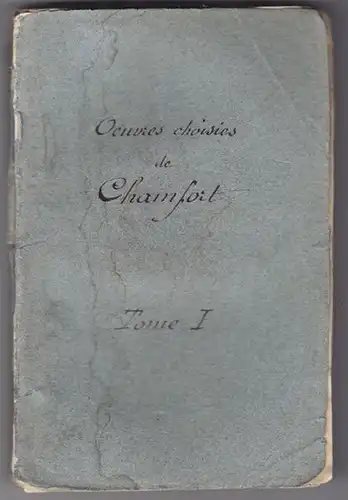 Oeuvres choisies
de
Chamfort
Tome I